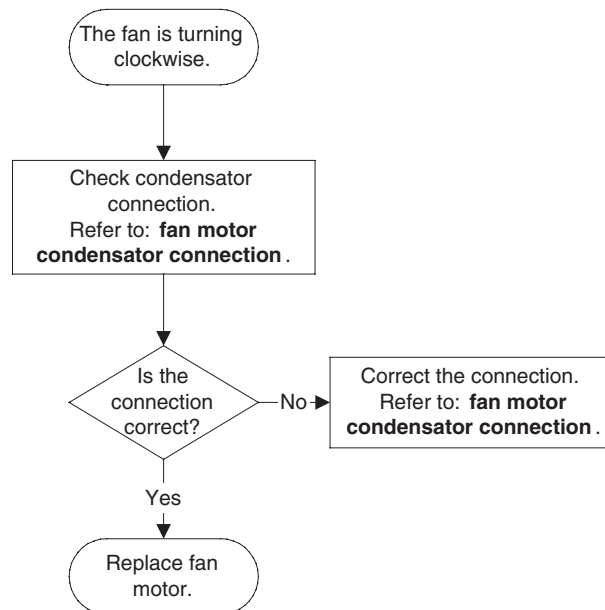 The fan is turning
clockwise.
Check condensator
connection.
Refer to: fan motor
condensator connection .
Is the
connection
correct?
No
Correct the connection.
Refer to: fan motor
condensator connection .
Yes
Replace fan
motor.